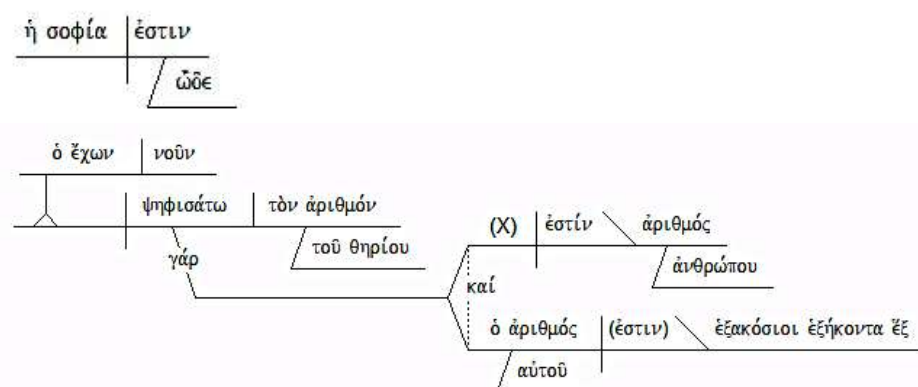 ἡ σοφία ἐστιν
ὧδε
ὁ ἔχων νοῦν
ψηφισάτω τὸν ἀριθμόν
τοῦ θηρίου
γάρ
(X) ἐστίν ἀριθμός
ἀνθρώπου
καί
ὁ ἀριθμός (ἐστιν) ἑξακόσιοι ἑξήκοντα ἕξ
αὐτοῦ